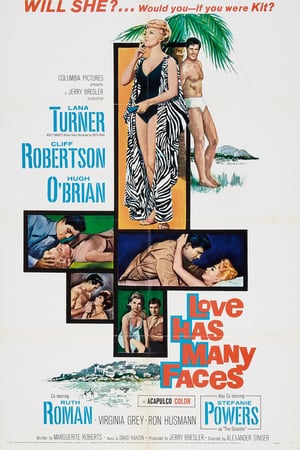 WILL SHE?... Would you—If you were Kit?
COLUMBIA PICTURES
presents
a JERRY BRESLER
production
LANA
TURNER
CLIFF
ROBERTSON
HUGH
O'BRIAN
LOVE
HAS
MANY
FACES
in ACAPULCO COLOR
Co-starring
RUTH
ROMAN • VIRGINIA GREY • RON HUSMANN
Also Co-starring
STEFANIE
POWERS
as "The Outsider"
Written by MARGUERITE ROBERTS • Music by DAVID RAKSIN • Produced by JERRY BRESLER • Directed by ALEXANDER SINGER